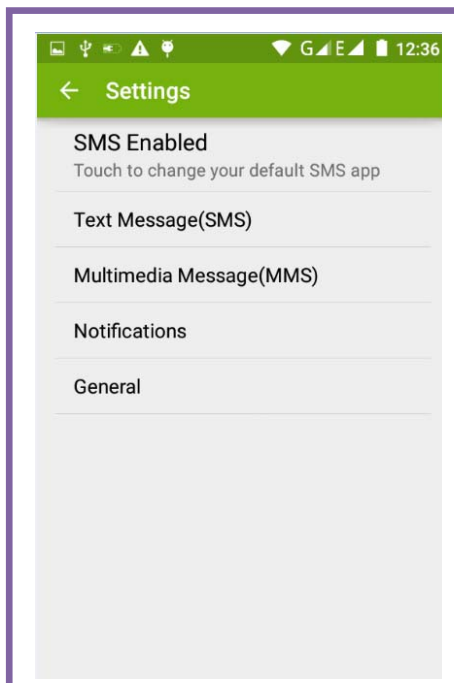 G E 12:36
Settings
SMS Enabled
Touch to change your default SMS app
Text Message(SMS)
Multimedia Message(MMS)
Notifications
General